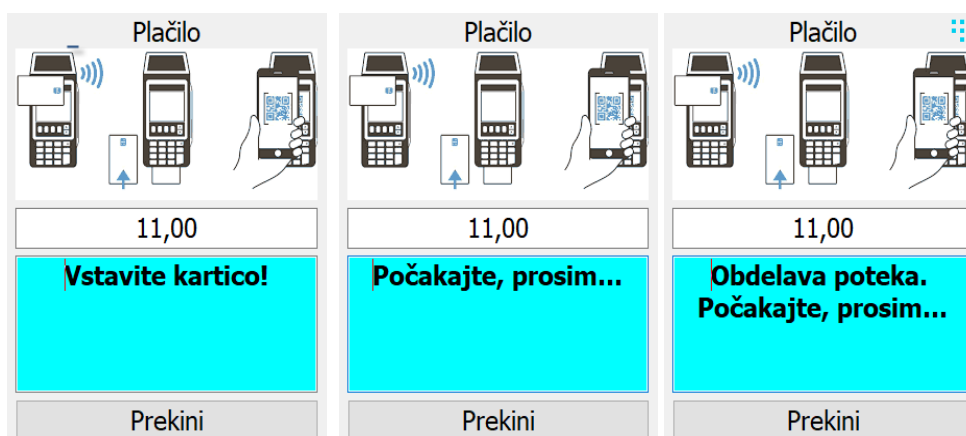 Plačilo
11,00
Vstavite kartico!
Prekini
Plačilo
11,00
Počakajte, prosim...
Prekini
Plačilo
11,00
Obdelava poteka.
Počakajte, prosim...
Prekini